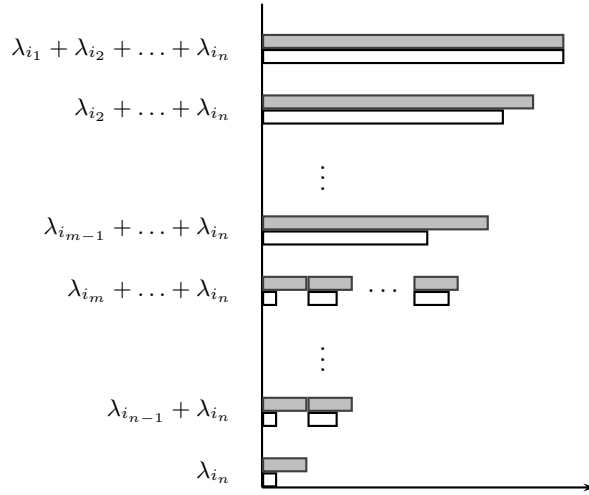 λ_{i_1} + λ_{i_2} + … + λ_{i_n}
λ_{i_2} + … + λ_{i_n}
⋮
λ_{i_{m−1}} + … + λ_{i_n}
λ_{i_m} + … + λ_{i_n} …
⋮
λ_{i_{n−1}} + λ_{i_n}
λ_{i_n}